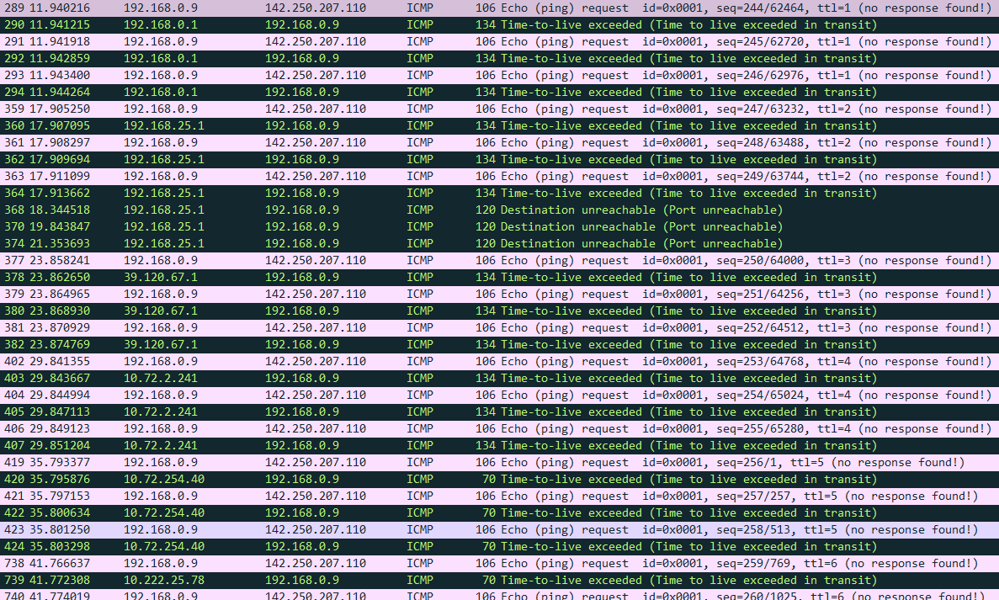 289 11.940216 192.168.0.9 142.250.207.110 ICMP 106 Echo (ping) request id=0x0001, seq=244/62464, ttl=1 (no response found!)
290 11.941215 192.168.0.1 192.168.0.9 ICMP 134 Time-to-live exceeded (Time to live exceeded in transit)
291 11.941918 192.168.0.9 142.250.207.110 ICMP 106 Echo (ping) request id=0x0001, seq=245/62720, ttl=1 (no response found!)
292 11.942859 192.168.0.1 192.168.0.9 ICMP 134 Time-to-live exceeded (Time to live exceeded in transit)
293 11.943400 192.168.0.9 142.250.207.110 ICMP 106 Echo (ping) request id=0x0001, seq=246/62976, ttl=1 (no response found!)
294 11.944264 192.168.0.1 192.168.0.9 ICMP 134 Time-to-live exceeded (Time to live exceeded in transit)
359 17.905250 192.168.0.9 142.250.207.110 ICMP 106 Echo (ping) request id=0x0001, seq=247/63232, ttl=2 (no response found!)
360 17.907095 192.168.25.1 192.168.0.9 ICMP 134 Time-to-live exceeded (Time to live exceeded in transit)
361 17.908297 192.168.0.9 142.250.207.110 ICMP 106 Echo (ping) request id=0x0001, seq=248/63488, ttl=2 (no response found!)
362 17.909694 192.168.25.1 192.168.0.9 ICMP 134 Time-to-live exceeded (Time to live exceeded in transit)
363 17.911099 192.168.0.9 142.250.207.110 ICMP 106 Echo (ping) request id=0x0001, seq=249/63744, ttl=2 (no response found!)
364 17.913662 192.168.25.1 192.168.0.9 ICMP 134 Time-to-live exceeded (Time to live exceeded in transit)
368 18.344518 192.168.25.1 192.168.0.9 ICMP 120 Destination unreachable (Port unreachable)
370 19.843847 192.168.25.1 192.168.0.9 ICMP 120 Destination unreachable (Port unreachable)
374 21.353693 192.168.25.1 192.168.0.9 ICMP 120 Destination unreachable (Port unreachable)
377 23.858241 192.168.0.9 142.250.207.110 ICMP 106 Echo (ping) request id=0x0001, seq=250/64000, ttl=3 (no response found!)
378 23.862650 39.120.67.1 192.168.0.9 ICMP 134 Time-to-live exceeded (Time to live exceeded in transit)
379 23.864965 192.168.0.9 142.250.207.110 ICMP 106 Echo (ping) request id=0x0001, seq=251/64256, ttl=3 (no response found!)
380 23.868930 39.120.67.1 192.168.0.9 ICMP 134 Time-to-live exceeded (Time to live exceeded in transit)
381 23.870929 192.168.0.9 142.250.207.110 ICMP 106 Echo (ping) request id=0x0001, seq=252/64512, ttl=3 (no response found!)
382 23.874769 39.120.67.1 192.168.0.9 ICMP 134 Time-to-live exceeded (Time to live exceeded in transit)
402 29.841355 192.168.0.9 142.250.207.110 ICMP 106 Echo (ping) request id=0x0001, seq=253/64768, ttl=4 (no response found!)
403 29.843667 10.72.2.241 192.168.0.9 ICMP 134 Time-to-live exceeded (Time to live exceeded in transit)
404 29.844994 192.168.0.9 142.250.207.110 ICMP 106 Echo (ping) request id=0x0001, seq=254/65024, ttl=4 (no response found!)
405 29.847113 10.72.2.241 192.168.0.9 ICMP 134 Time-to-live exceeded (Time to live exceeded in transit)
406 29.849123 192.168.0.9 142.250.207.110 ICMP 106 Echo (ping) request id=0x0001, seq=255/65280, ttl=4 (no response found!)
407 29.851204 10.72.2.241 192.168.0.9 ICMP 134 Time-to-live exceeded (Time to live exceeded in transit)
419 35.793377 192.168.0.9 142.250.207.110 ICMP 106 Echo (ping) request id=0x0001, seq=256/1, ttl=5 (no response found!)
420 35.795876 10.72.254.40 192.168.0.9 ICMP 70 Time-to-live exceeded (Time to live exceeded in transit)
421 35.797153 192.168.0.9 142.250.207.110 ICMP 106 Echo (ping) request id=0x0001, seq=257/257, ttl=5 (no response found!)
422 35.800634 10.72.254.40 192.168.0.9 ICMP 70 Time-to-live exceeded (Time to live exceeded in transit)
423 35.801250 192.168.0.9 142.250.207.110 ICMP 106 Echo (ping) request id=0x0001, seq=258/513, ttl=5 (no response found!)
424 35.803298 10.72.254.40 192.168.0.9 ICMP 70 Time-to-live exceeded (Time to live exceeded in transit)
738 41.766637 192.168.0.9 142.250.207.110 ICMP 106 Echo (ping) request id=0x0001, seq=259/769, ttl=6 (no response found!)
739 41.772308 10.222.25.78 192.168.0.9 ICMP 70 Time-to-live exceeded (Time to live exceeded in transit)
740 41.774019 192.168.0.9 142.250.207.110 ICMP 106 Echo (ping) request id=0x0001, seq=260/1025, ttl=6 (no response found!)